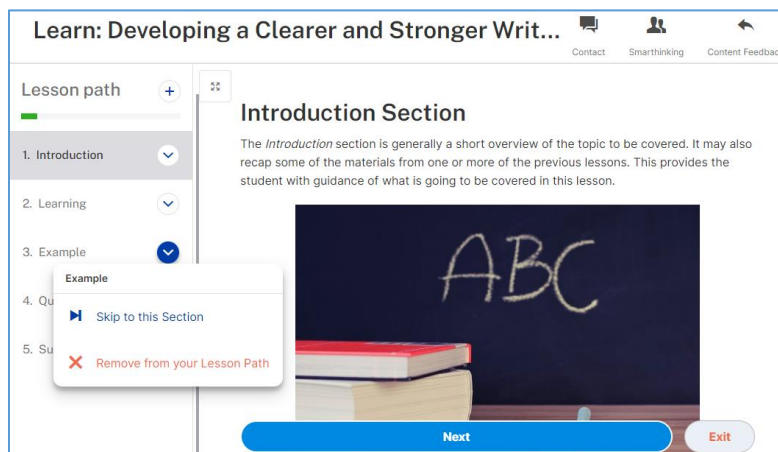 Learn: Developing a Clearer and Stronger Writ...
Contact
Smarthinking
Content Feedbac
Lesson path
1. Introduction
2. Learning
3. Example
4. Qu
5. Su
Example
Skip to this Section
Remove from your Lesson Path
Introduction Section
The Introduction section is generally a short overview of the topic to be covered. It may also
recap some of the materials from one or more of the previous lessons. This provides the
student with guidance of what is going to be covered in this lesson.
ABC
Next
Exit